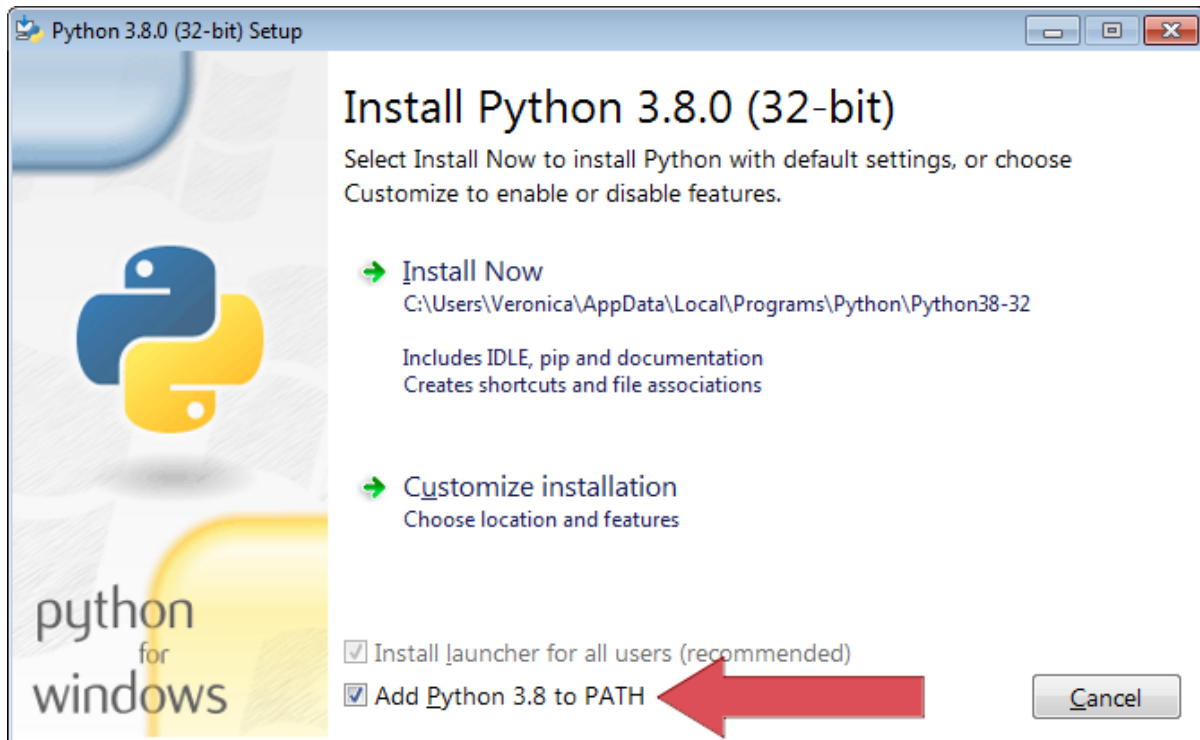 Python 3.8.0 (32-bit) Setup
Install Python 3.8.0 (32-bit)
Select Install Now to install Python with default settings, or choose
Customize to enable or disable features.
Install Now
C:\Users\Veronica\AppData\Local\Programs\Python\Python38-32
Includes IDLE, pip and documentation
Creates shortcuts and file associations
Customize installation
Choose location and features
python
for
windows
Install launcher for all users (recommended)
Add Python 3.8 to PATH
Cancel